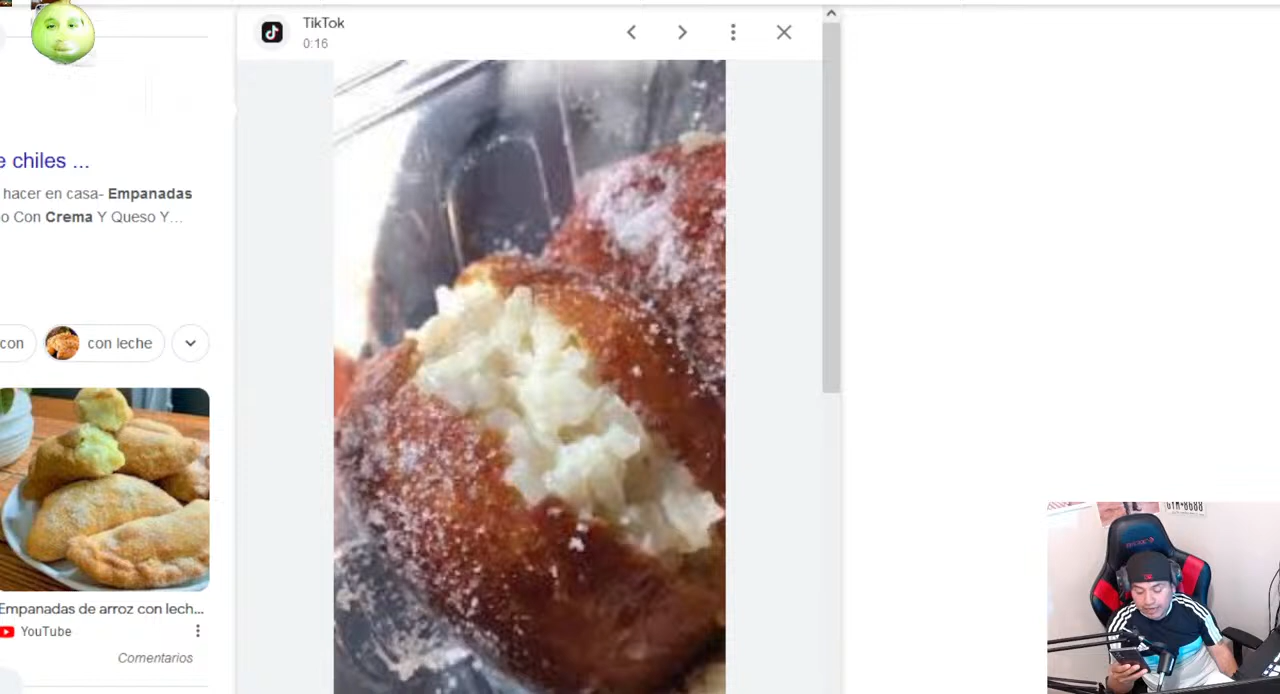 TikTok
0:16
e chiles ...
hacer en casa- Empanadas
o Con Crema Y Queso Y...
con
con leche
Empanadas de arroz con lech...
YouTube
Comentarios